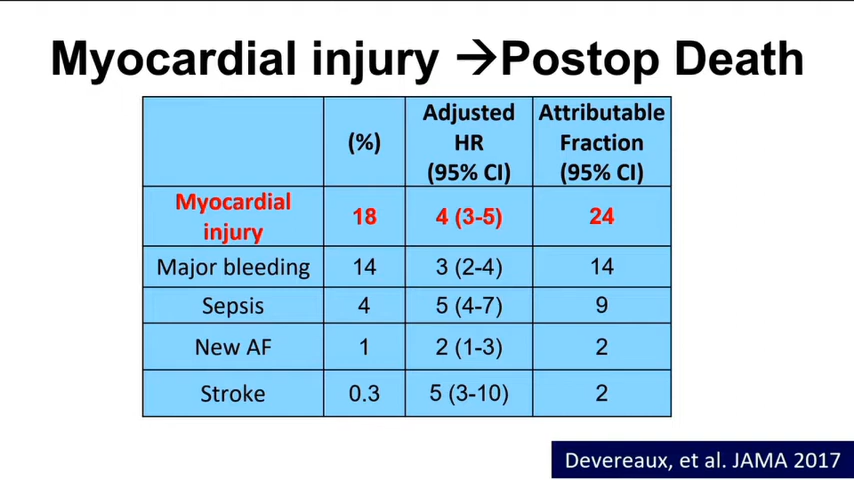 Myocardial injury →Postop Death
(%)
Adjusted HR (95% CI)
Attributable Fraction (95% CI)
Myocardial injury 18 4 (3-5) 24
Major bleeding 14 3 (2-4) 14
Sepsis 4 5 (4-7) 9
New AF 1 2 (1-3) 2
Stroke 0.3 5 (3-10) 2
Devereaux, et al. JAMA 2017